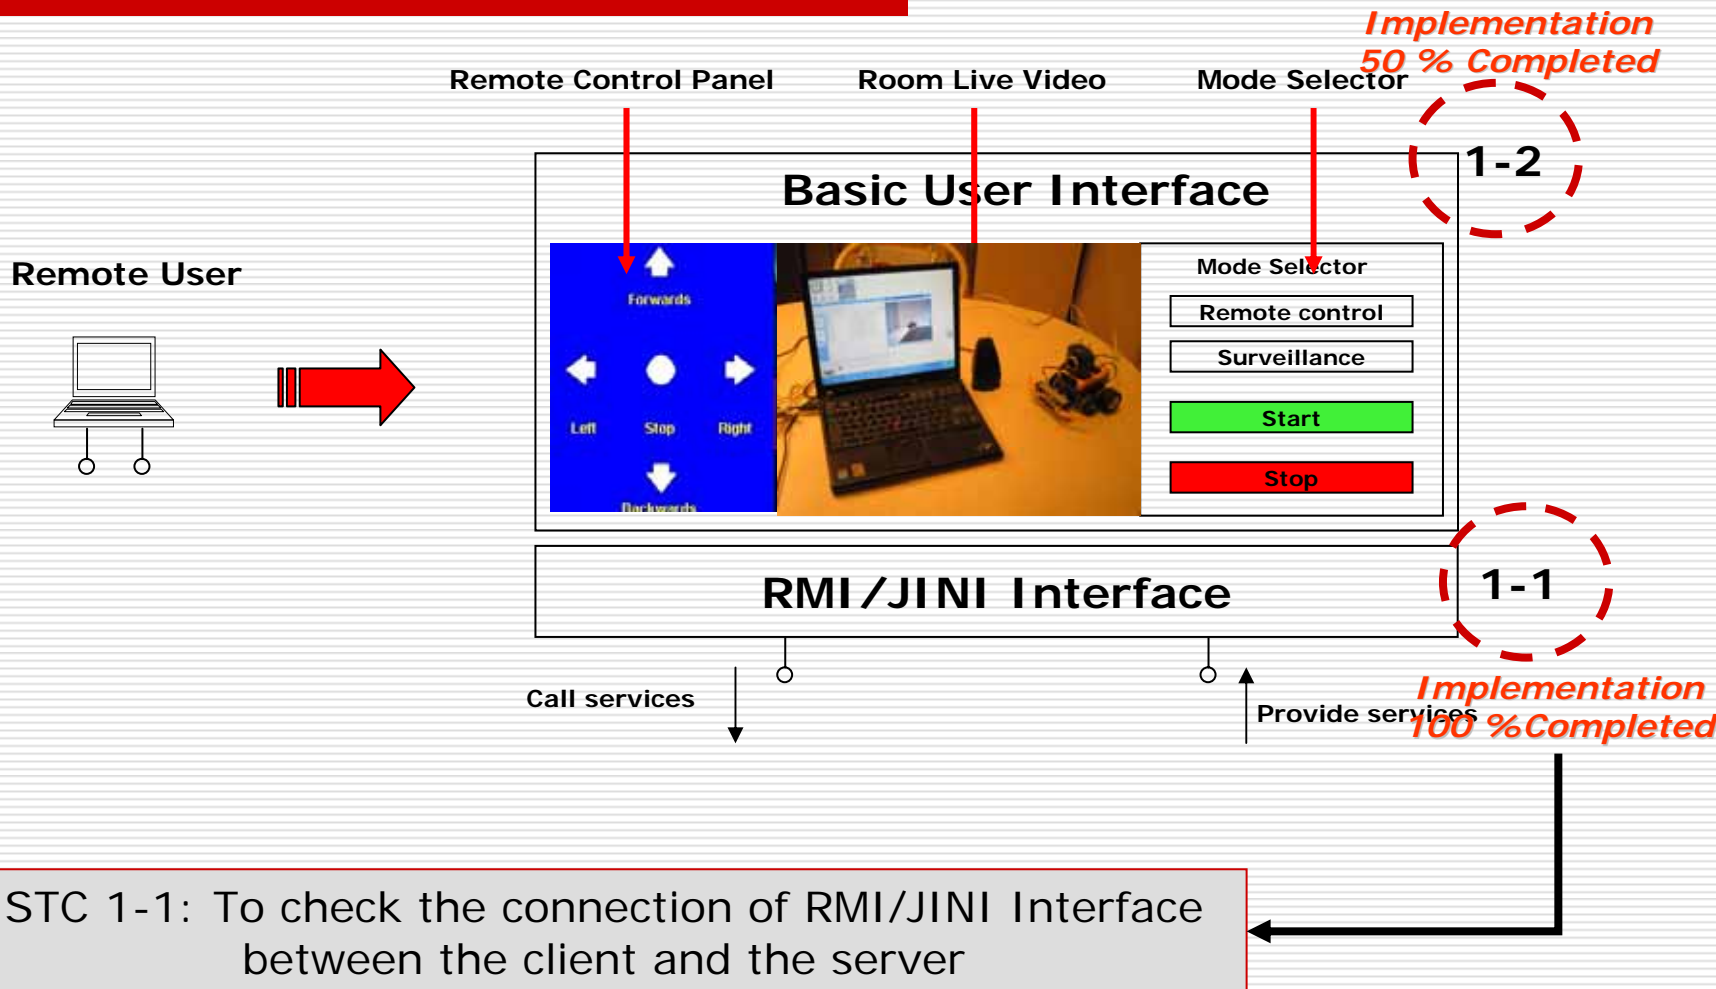 Implementation
50 % Completed
Remote Control Panel
Room Live Video
Mode Selector
1-2
Basic User Interface
Remote User
Forwards
Left
Stop
Right
Backwards
Mode Selector
Remote control
Surveillance
Start
Stop
RMI/JINI Interface
1-1
Call services
Provide services
Implementation
100 %Completed
STC 1-1: To check the connection of RMI/JINI Interface
between the client and the server